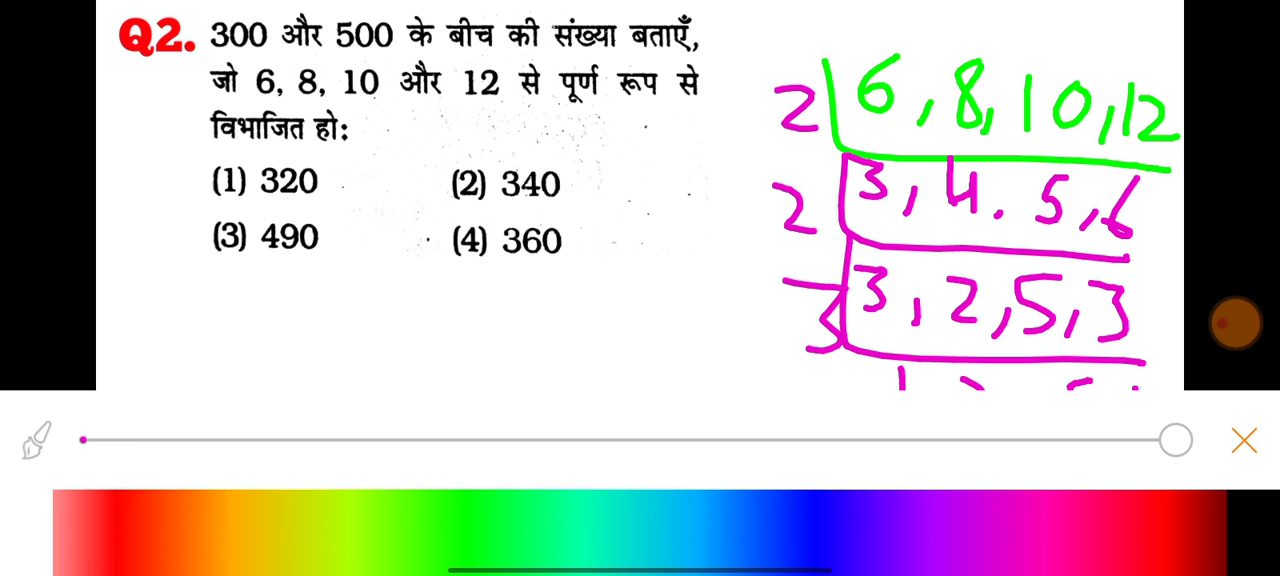 Q2. 300 और 500 के बीच की संख्या बताएँ,
जो 6, 8, 10 और 12 से पूर्ण रूप से
विभाजित हो:
(1) 320 (2) 340
(3) 490 (4) 360
2 6, 8, 10, 12
2 3, 4. 5, 6
3 3, 2, 5, 3